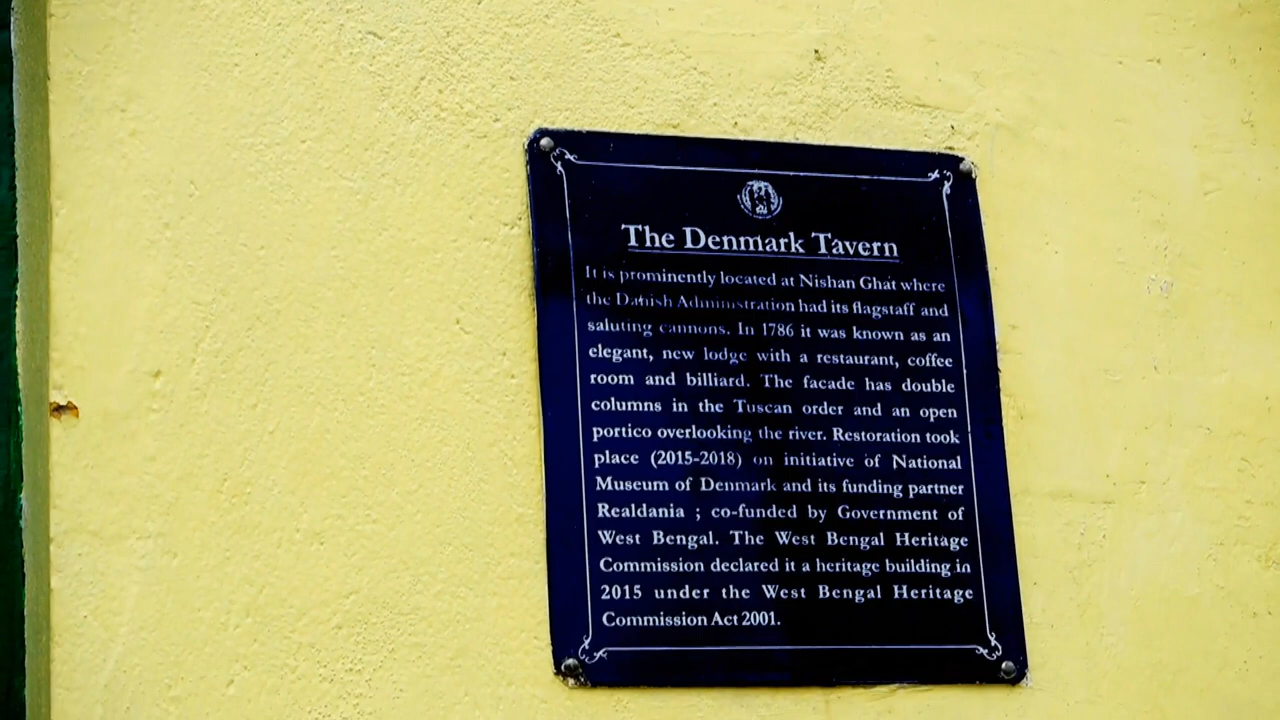 The Denmark Tavern
It is prominently located at Nishan Ghat where
the Danish Administration had its flagstaff and
saluting cannons. In 1786 it was known as an
elegant, new lodge with a restaurant, coffee
room and billiard. The facade has double
columns in the Tuscan order and an open
portico overlooking the river. Restoration took
place (2015-2018) on initiative of National
Museum of Denmark and its funding partner
Realdania ; co-funded by Government of
West Bengal. The West Bengal Heritage
Commission declared it a heritage building in
2015 under the West Bengal Heritage
Commission Act 2001.